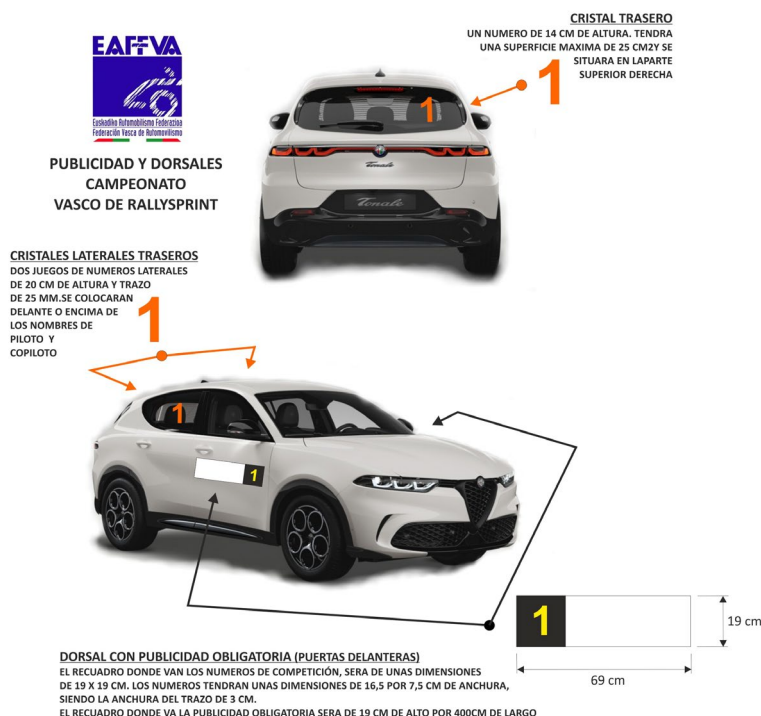 EAFFVA
Euskadiko Automobilismo Federazioa
Federación Vasca de Automovilismo
PUBLICIDAD Y DORSALES
CAMPEONATO
VASCO DE RALLYSPRINT
CRISTAL TRASERO
UN NUMERO DE 14 CM DE ALTURA. TENDRA
UNA SUPERFICIE MAXIMA DE 25 CM2Y SE
SITUARA EN LAPARTE
SUPERIOR DERECHA
1
1
Tonale
Tonale
CRISTALES LATERALES TRASEROS
DOS JUEGOS DE NUMEROS LATERALES
DE 20 CM DE ALTURA Y TRAZO
DE 25 MM.SE COLOCARAN
DELANTE O ENCIMA DE
LOS NOMBRES DE
PILOTO Y
COPILOTO
1
1
1
1
19 cm
69 cm
DORSAL CON PUBLICIDAD OBLIGATORIA (PUERTAS DELANTERAS)
EL RECUADRO DONDE VAN LOS NUMEROS DE COMPETICIÓN, SERA DE UNAS DIMENSIONES
DE 19 X 19 CM. LOS NUMEROS TENDRAN UNAS DIMENSIONES DE 16,5 POR 7,5 CM DE ANCHURA,
SIENDO LA ANCHURA DEL TRAZO DE 3 CM.
EL RECUADRO DONDE VA LA PUBLICIDAD OBLIGATORIA SERA DE 19 CM DE ALTO POR 400CM DE LARGO